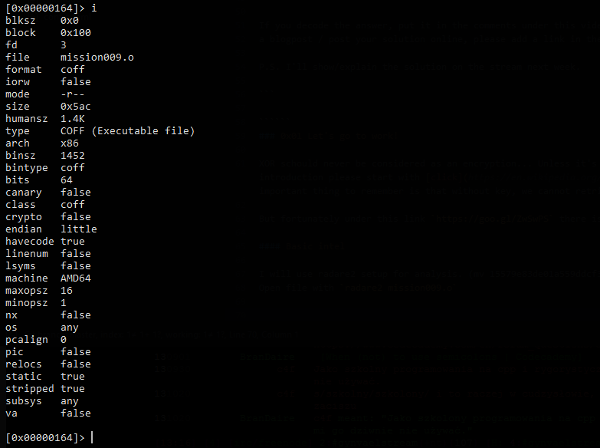 [0x00000164]> i
blksz 0x0
block 0x100
fd 3
file mission009.o
format coff
iorw false
mode -r--
size 0x5ac
humansz 1.4K
type COFF (Executable file)
arch x86
binsz 1452
bintype coff
bits 64
canary false
class coff
crypto false
endian little
havecode true
linenum false
lsyms false
machine AMD64
maxopsz 16
minopsz 1
nx false
os any
pcalign 0
pic false
relocs false
static true
stripped true
subsys any
va false
[0x00000164]>